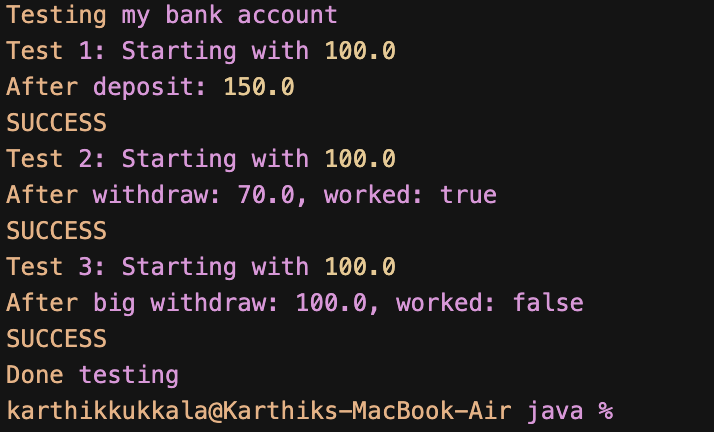 Testing my bank account
Test 1: Starting with 100.0
After deposit: 150.0
SUCCESS
Test 2: Starting with 100.0
After withdraw: 70.0, worked: true
SUCCESS
Test 3: Starting with 100.0
After big withdraw: 100.0, worked: false
SUCCESS
Done testing
karthikkukkala@Karthiks-MacBook-Air java %